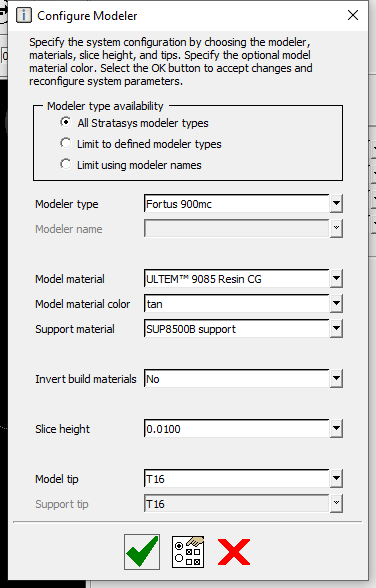 Configure Modeler
Specify the system configuration by choosing the modeler,
materials, slice height, and tips. Specify the optional model
material color. Select the OK button to accept changes and
reconfigure system parameters.
Modeler type availability
All Stratasys modeler types
Limit to defined modeler types
Limit using modeler names
Modeler type Fortus 900mc
Modeler name
Model material ULTEM™ 9085 Resin CG
Model material color tan
Support material SUP8500B support
Invert build materials No
Slice height 0.0100
Model tip T16
Support tip T16